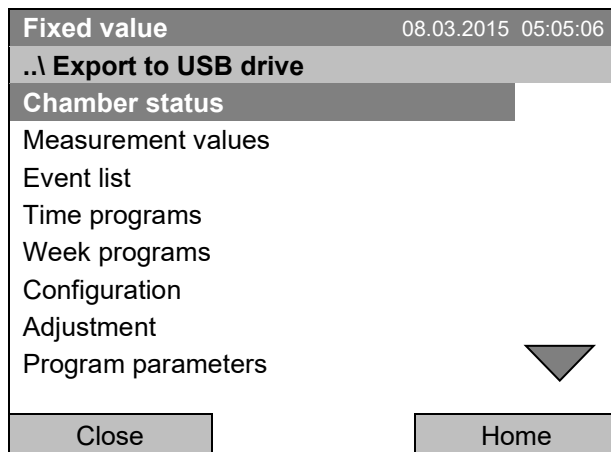 Fixed value 08.03.2015 05:05:06
..\ Export to USB drive
Chamber status
Measurement values
Event list
Time programs
Week programs
Configuration
Adjustment
Program parameters
Close Home